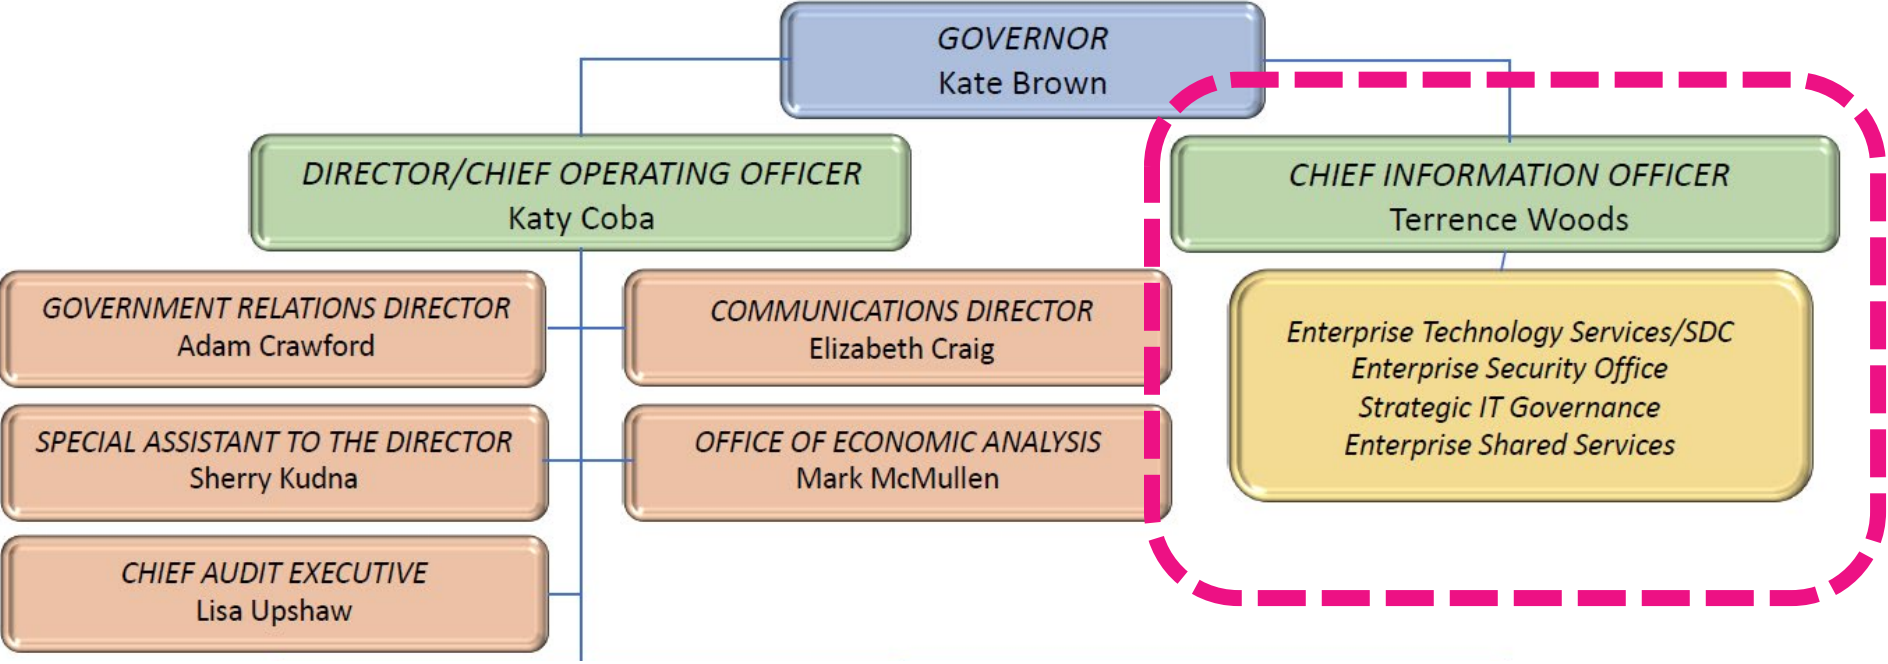 GOVERNOR
Kate Brown
DIRECTOR/CHIEF OPERATING OFFICER
Katy Coba
CHIEF INFORMATION OFFICER
Terrence Woods
GOVERNMENT RELATIONS DIRECTOR
Adam Crawford
COMMUNICATIONS DIRECTOR
Elizabeth Craig
Enterprise Technology Services/SDC
Enterprise Security Office
Strategic IT Governance
Enterprise Shared Services
SPECIAL ASSISTANT TO THE DIRECTOR
Sherry Kudna
OFFICE OF ECONOMIC ANALYSIS
Mark McMullen
CHIEF AUDIT EXECUTIVE
Lisa Upshaw